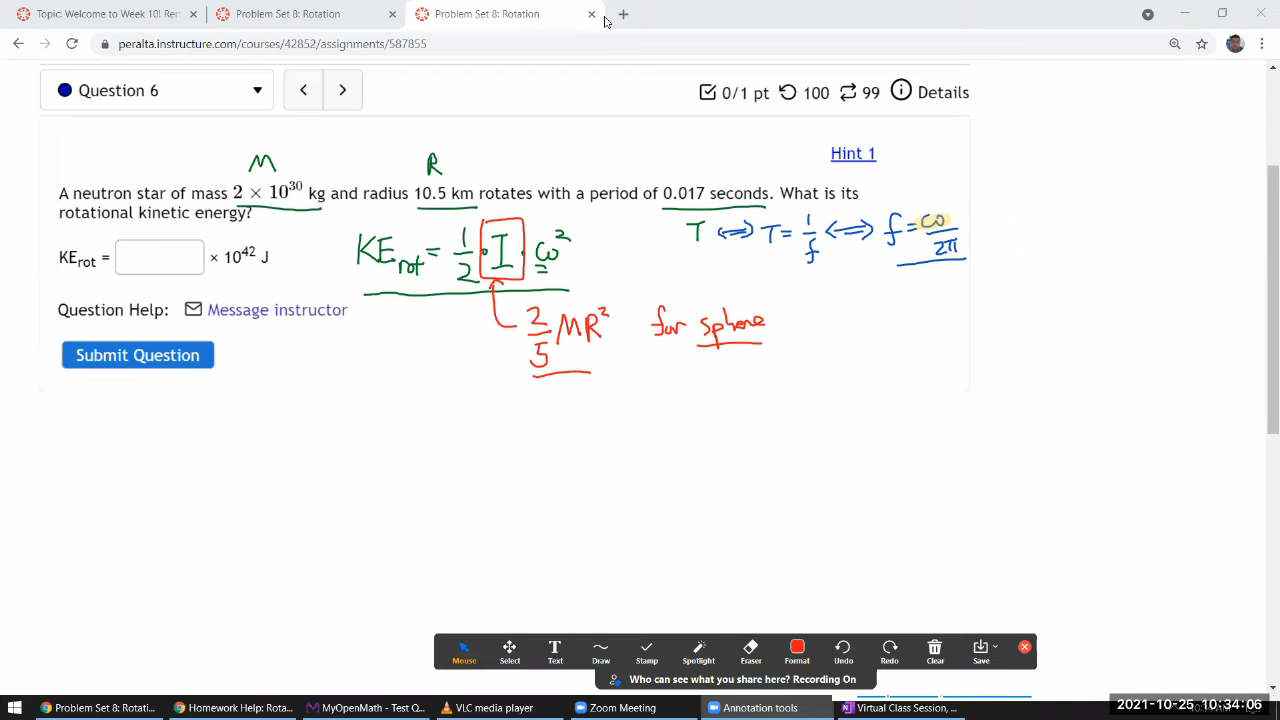 Topic: Welcome to Week 10! Ren
Problem Set 8: Rotation
Problem Set 8: Rotation
peralta.instructure.com/courses/42852/assignments/587855
Question 6
0/1 pt 100 99 Details
Hint 1
M R
A neutron star of mass 2 × 10^30 kg and radius 10.5 km rotates with a period of 0.017 seconds. What is its
rotational kinetic energy?
T ⟺ T = 1/f ⟺ f = ω/2π
KE_rot = 1/2 · I · ω²
KE_rot = × 10^42 J
Question Help: Message instructor
2/5 MR² for sphere
Submit Question
Mouse Select Text Draw Stamp Spotlight Eraser Format Undo Redo Clear Save
Who can see what you share here? Recording On
Problem Set 8: Rotati... Homework Help: Rota... MyOpenMath - Test Q... VLC media player Zoom Meeting Annotation tools Virtual Class Session, ...
2021-10-25 10:34:06